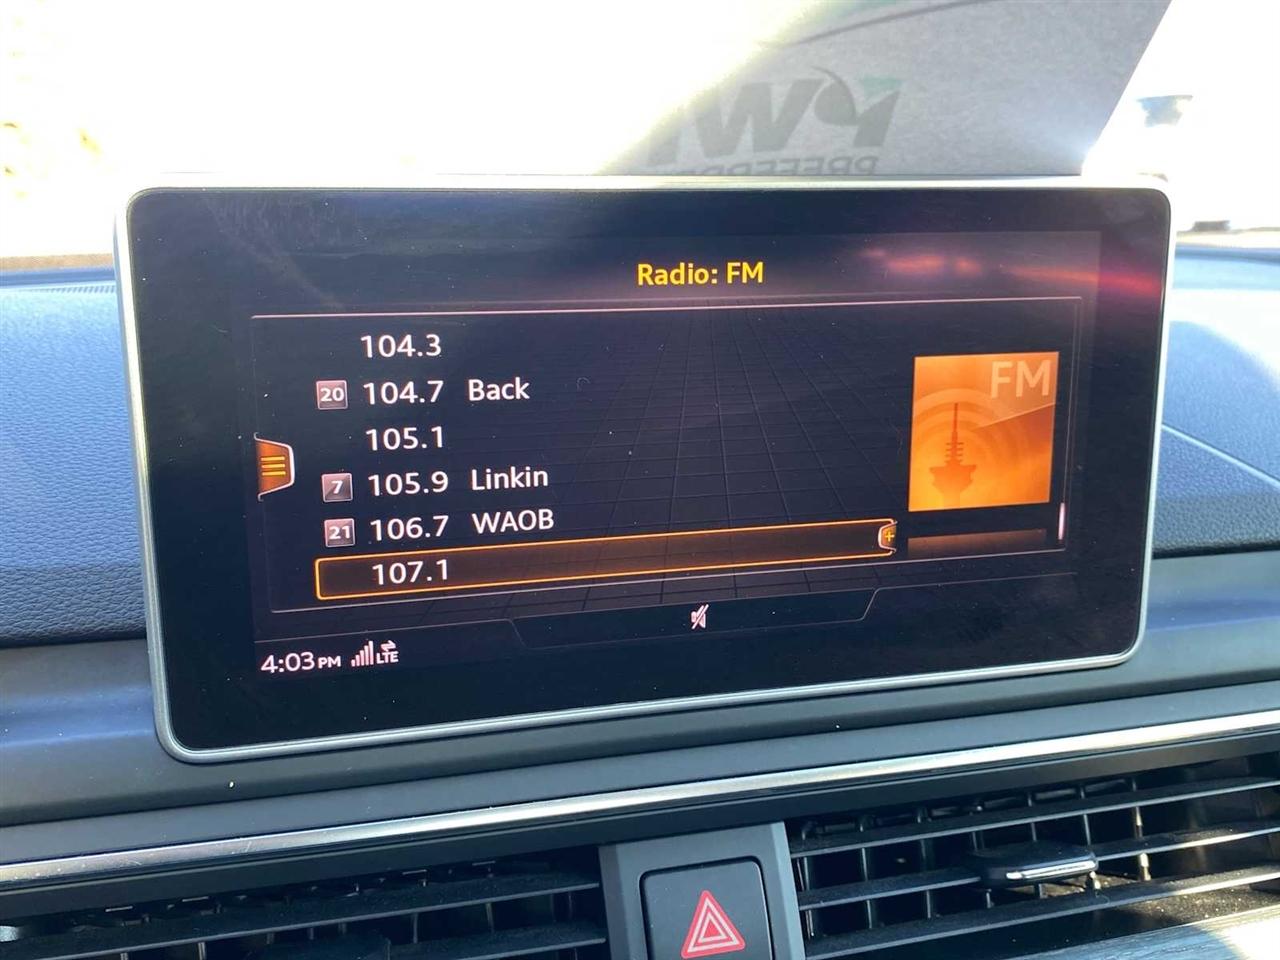 Radio: FM
104.3
20 104.7 Back
105.1
7 105.9 Linkin
21 106.7 WAOB
107.1
FM
4:03 PM LTE